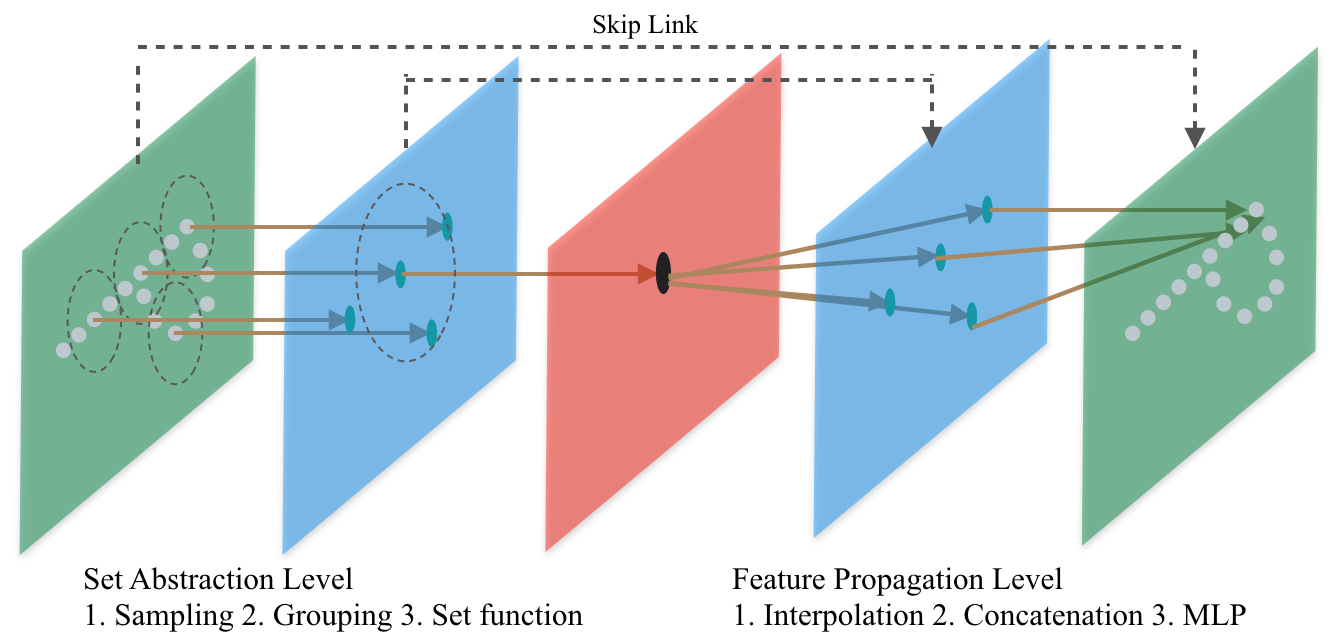 Skip Link
Set Abstraction Level
1. Sampling 2. Grouping 3. Set function
Feature Propagation Level
1. Interpolation 2. Concatenation 3. MLP